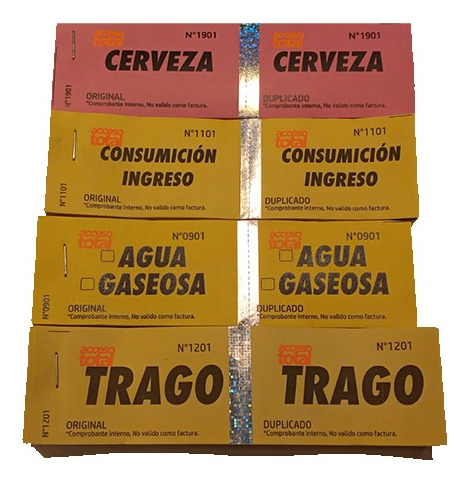 N°1901 N°1901
acceso total acceso total
CERVEZA CERVEZA
N°1901
ORIGINAL DUPLICADO
*Comprobante interno, No valido como factura. *Comprobante interno, No valido como factura.
N°1101 N°1101
acceso total acceso total
CONSUMICIÓN CONSUMICIÓN
INGRESO INGRESO
N°1101
ORIGINAL DUPLICADO
*Comprobante interno, No valido como factura. *Comprobante interno, No valido como factura.
N°0901 N°0901
acceso total acceso total
AGUA AGUA
GASEOSA GASEOSA
N°0901
ORIGINAL DUPLICADO
*Comprobante interno, No valido como factura. *Comprobante interno, No valido como factura.
N°1201 N°1201
acceso total acceso total
TRAGO TRAGO
N°1201
ORIGINAL DUPLICADO
*Comprobante interno, No valido como factura. *Comprobante interno, No valido como factura.